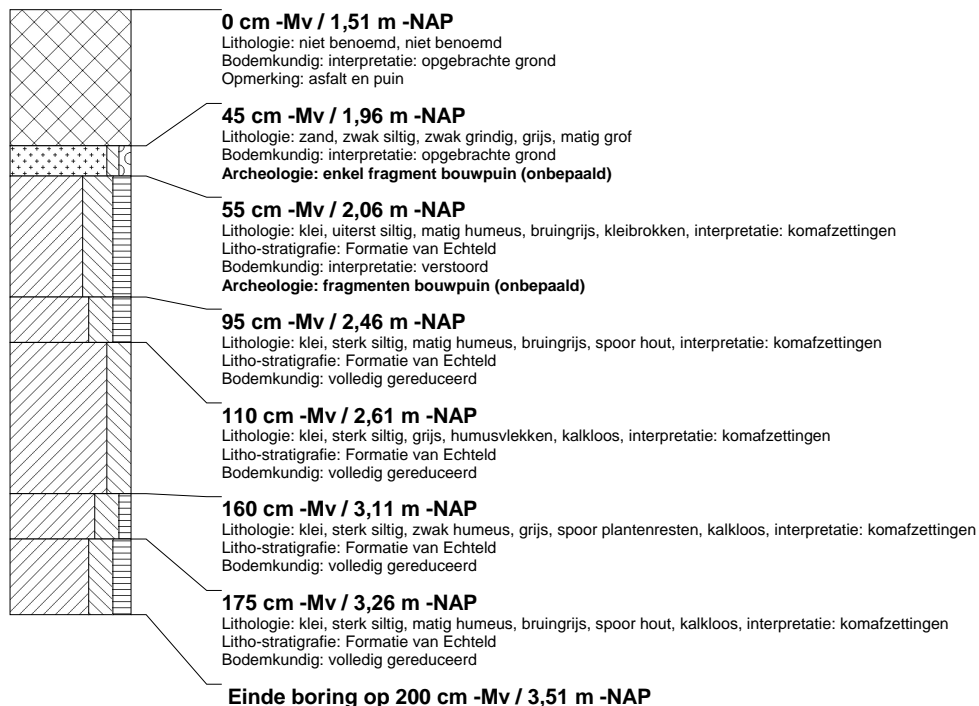 0 cm -Mv / 1,51 m -NAP
Lithologie: niet benoemd, niet benoemd
Bodemkundig: interpretatie: opgebrachte grond
Opmerking: asfalt en puin
45 cm -Mv / 1,96 m -NAP
Lithologie: zand, zwak siltig, zwak grindig, grijs, matig grof
Bodemkundig: interpretatie: opgebrachte grond
Archeologie: enkel fragment bouwpuin (onbepaald)
55 cm -Mv / 2,06 m -NAP
Lithologie: klei, uiterst siltig, matig humeus, bruingrijs, kleibrokken, interpretatie: komafzettingen
Litho-stratigrafie: Formatie van Echteld
Bodemkundig: interpretatie: verstoord
Archeologie: fragmenten bouwpuin (onbepaald)
95 cm -Mv / 2,46 m -NAP
Lithologie: klei, sterk siltig, matig humeus, bruingrijs, spoor hout, interpretatie: komafzettingen
Litho-stratigrafie: Formatie van Echteld
Bodemkundig: volledig gereduceerd
110 cm -Mv / 2,61 m -NAP
Lithologie: klei, sterk siltig, grijs, humusvlekken, kalkloos, interpretatie: komafzettingen
Litho-stratigrafie: Formatie van Echteld
Bodemkundig: volledig gereduceerd
160 cm -Mv / 3,11 m -NAP
Lithologie: klei, sterk siltig, zwak humeus, grijs, spoor plantenresten, kalkloos, interpretatie: komafzettingen
Litho-stratigrafie: Formatie van Echteld
Bodemkundig: volledig gereduceerd
175 cm -Mv / 3,26 m -NAP
Lithologie: klei, sterk siltig, matig humeus, bruingrijs, spoor hout, kalkloos, interpretatie: komafzettingen
Litho-stratigrafie: Formatie van Echteld
Bodemkundig: volledig gereduceerd
Einde boring op 200 cm -Mv / 3,51 m -NAP